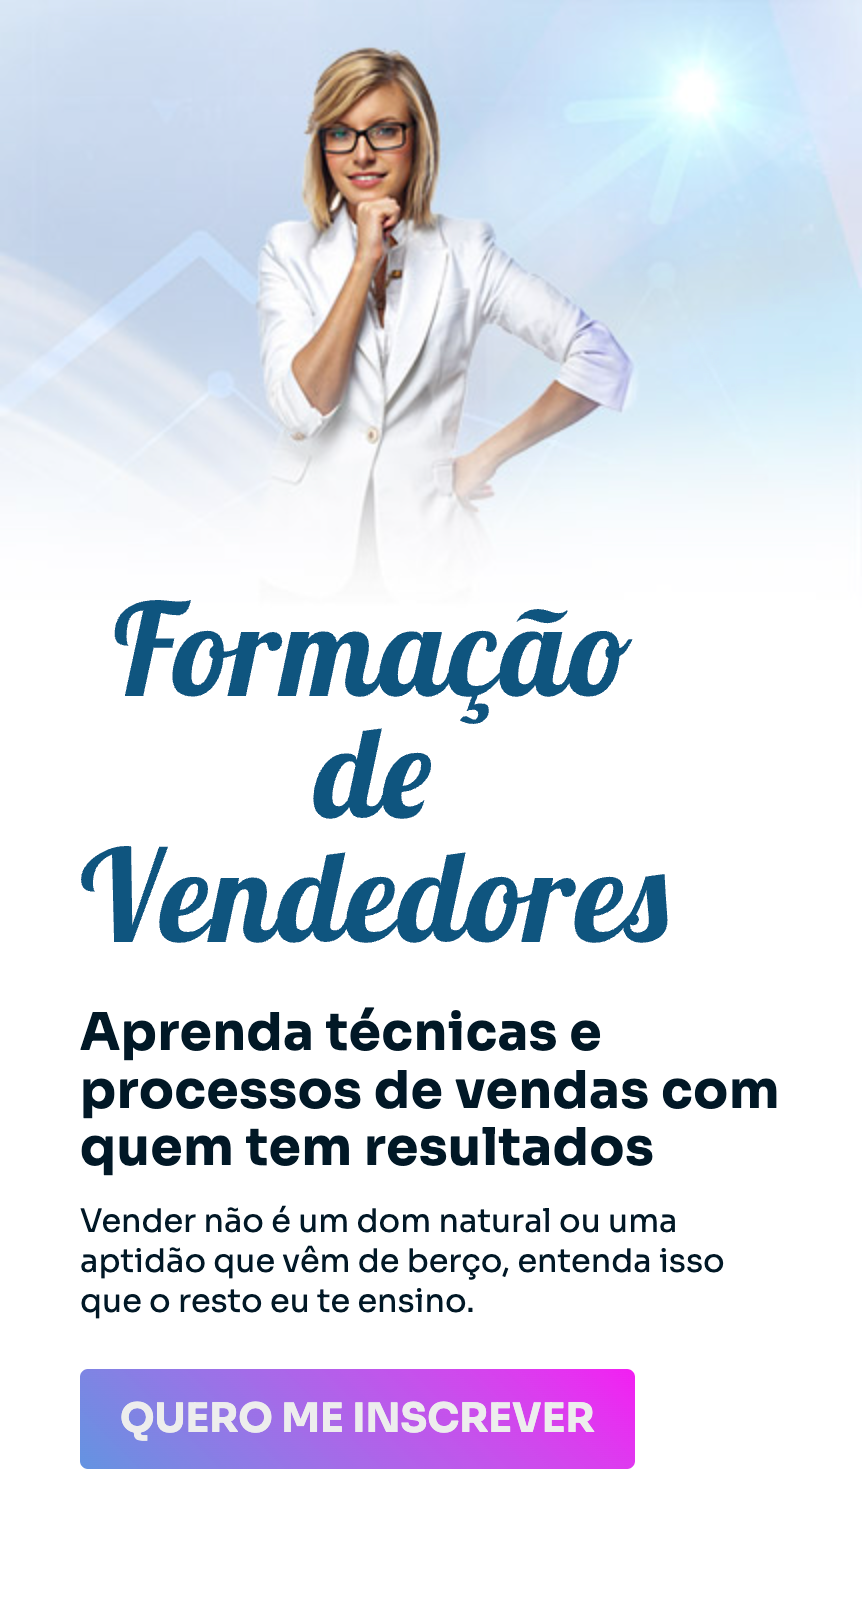 Formação
de
Vendedores
Aprenda técnicas e
processos de vendas com
quem tem resultados
Vender não é um dom natural ou uma
aptidão que vêm de berço, entenda isso
que o resto eu te ensino.
QUERO ME INSCREVER